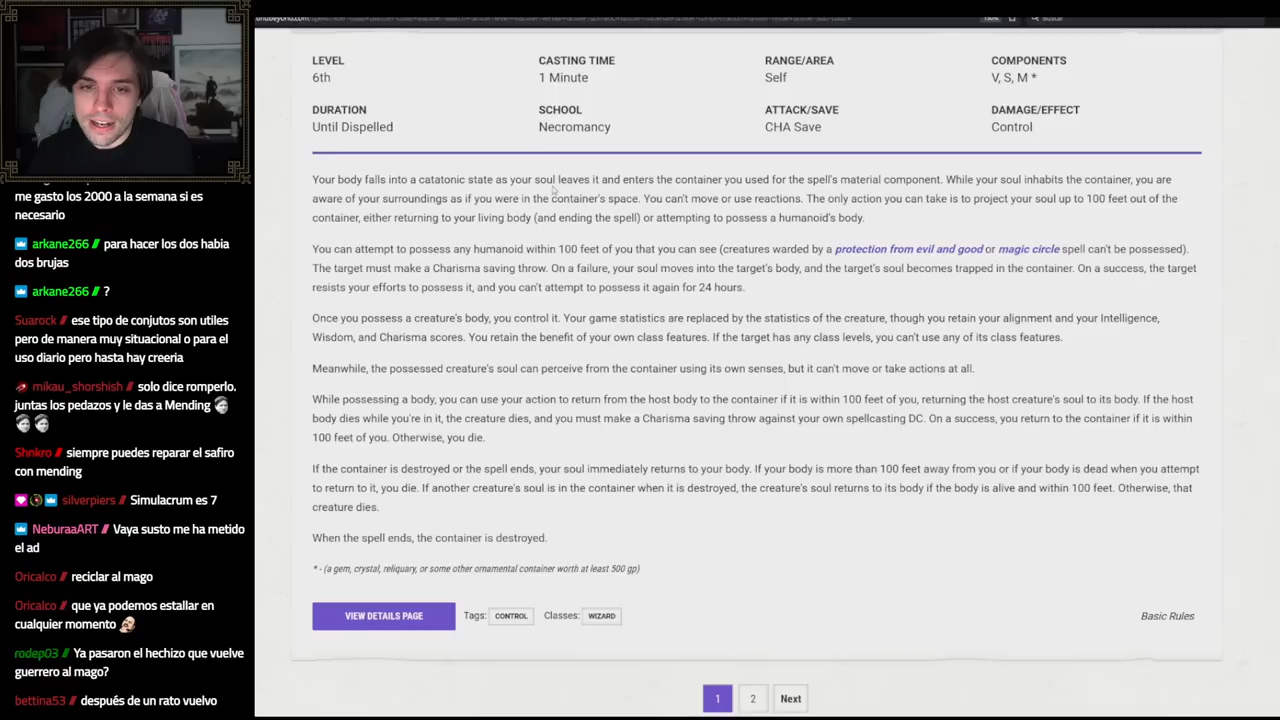 me gasto los 2000 a la semana si es
necesario
arkane266 // para hacer los dos habia
dos brujas
arkane266 // ?
Suarock // ese tipo de conjutos son utiles
pero de manera muy situacional o para el
uso diario pero hasta hay creeria
mikau_shorshish // solo dice romperlo.
juntas los pedazos y le das a Mending
Shnkro // siempre puedes reparar el safiro
con mending
silverpiers // Simulacrum es 7
NeburaaART // Vaya susto me ha metido
el ad
Oricalco // reciclar al mago
Oricalco // que ya podemos estallar en
cualquier momento
rodep03 // Ya pasaron el hechizo que vuelve
guerrero al mago?
bettina53 // después de un rato vuelvo
150%
Buscar
LEVEL
6th
CASTING TIME
1 Minute
RANGE/AREA
Self
COMPONENTS
V, S, M *
DURATION
Until Dispelled
SCHOOL
Necromancy
ATTACK/SAVE
CHA Save
DAMAGE/EFFECT
Control
Your body falls into a catatonic state as your soul leaves it and enters the container you used for the spell's material component. While your soul inhabits the container, you are
aware of your surroundings as if you were in the container's space. You can't move or use reactions. The only action you can take is to project your soul up to 100 feet out of the
container, either returning to your living body (and ending the spell) or attempting to possess a humanoid's body.
You can attempt to possess any humanoid within 100 feet of you that you can see (creatures warded by a protection from evil and good or magic circle spell can't be possessed).
The target must make a Charisma saving throw. On a failure, your soul moves into the target's body, and the target's soul becomes trapped in the container. On a success, the target
resists your efforts to possess it, and you can't attempt to possess it again for 24 hours.
Once you possess a creature's body, you control it. Your game statistics are replaced by the statistics of the creature, though you retain your alignment and your Intelligence,
Wisdom, and Charisma scores. You retain the benefit of your own class features. If the target has any class levels, you can't use any of its class features.
Meanwhile, the possessed creature's soul can perceive from the container using its own senses, but it can't move or take actions at all.
While possessing a body, you can use your action to return from the host body to the container if it is within 100 feet of you, returning the host creature's soul to its body. If the host
body dies while you're in it, the creature dies, and you must make a Charisma saving throw against your own spellcasting DC. On a success, you return to the container if it is within
100 feet of you. Otherwise, you die.
If the container is destroyed or the spell ends, your soul immediately returns to your body. If your body is more than 100 feet away from you or if your body is dead when you attempt
to return to it, you die. If another creature's soul is in the container when it is destroyed, the creature's soul returns to its body if the body is alive and within 100 feet. Otherwise, that
creature dies.
When the spell ends, the container is destroyed.
* - (a gem, crystal, reliquary, or some other ornamental container worth at least 500 gp)
VIEW DETAILS PAGE
Tags: CONTROL
Classes: WIZARD
Basic Rules
1
2
Next